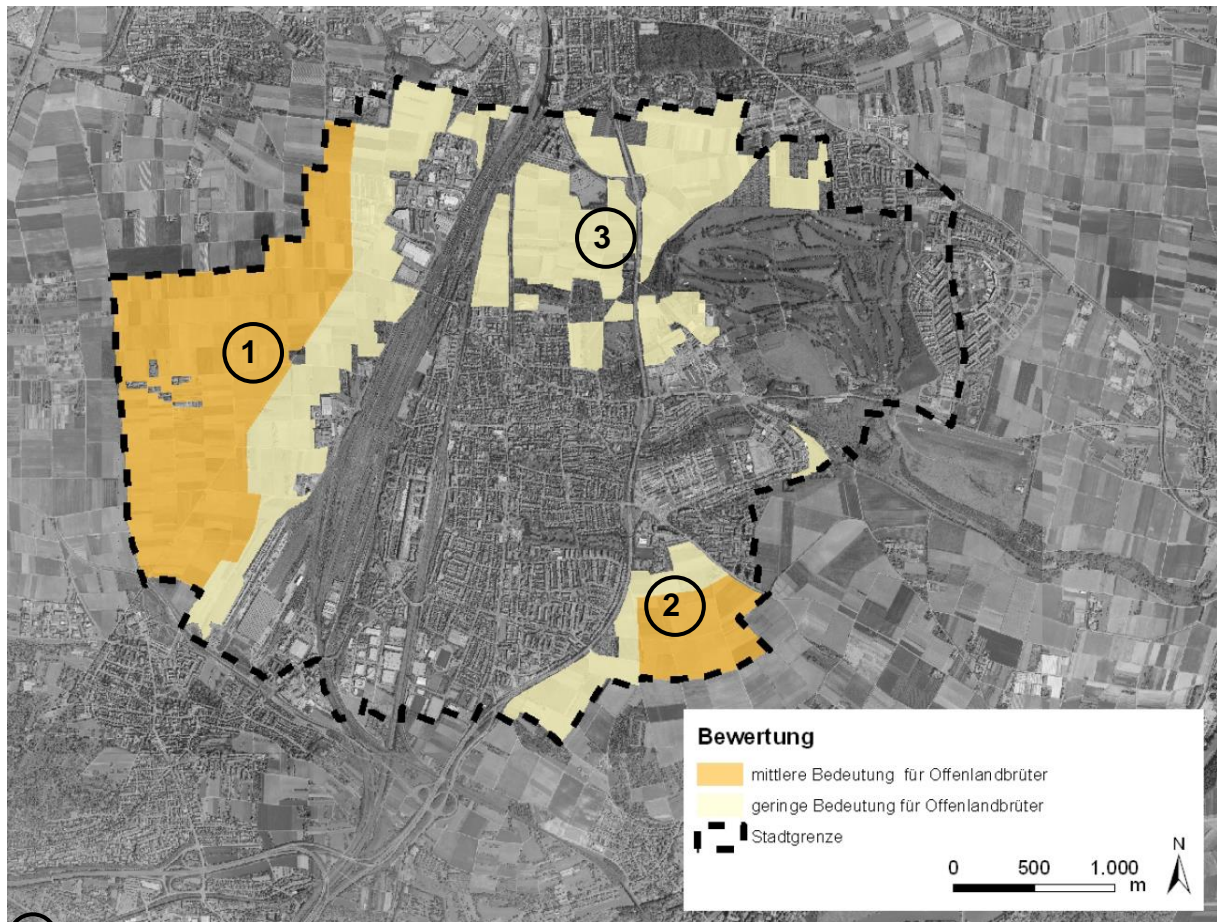 3
1
2
Bewertung
mittlere Bedeutung für Offenlandbrüter
geringe Bedeutung für Offenlandbrüter
Stadtgrenze
N
0 500 1.000
m